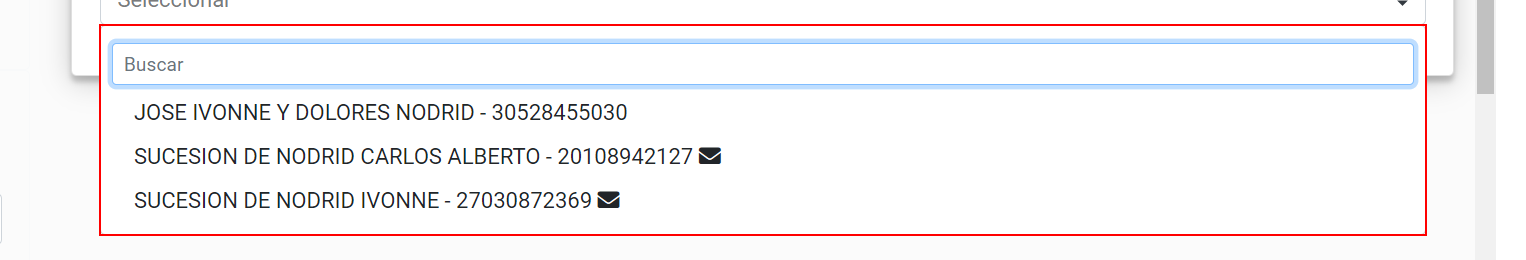 Seleccionar
Buscar
JOSE IVONNE Y DOLORES NODRID - 30528455030
SUCESION DE NODRID CARLOS ALBERTO - 20108942127
SUCESION DE NODRID IVONNE - 27030872369